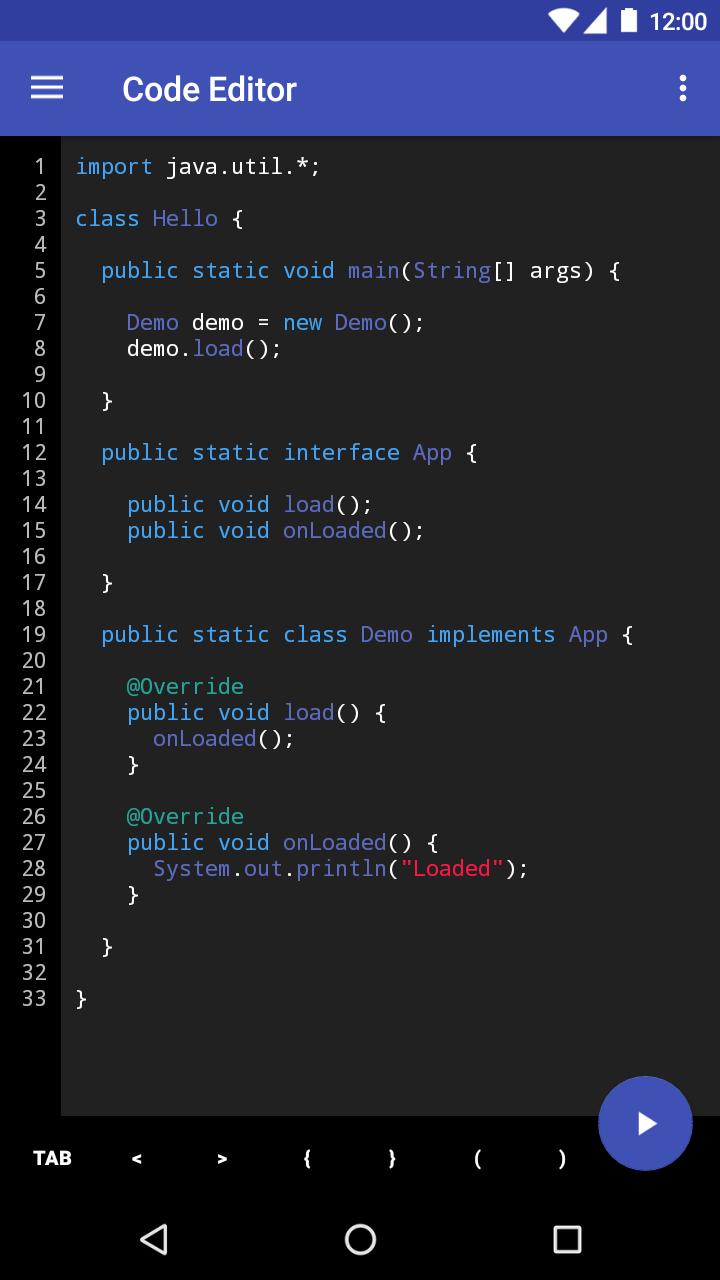 12:00
Code Editor
1 import java.util.*;
2
3 class Hello {
4
5   public static void main(String[] args) {
6
7     Demo demo = new Demo();
8     demo.load();
9
10   }
11
12   public static interface App {
13
14     public void load();
15     public void onLoaded();
16
17   }
18
19   public static class Demo implements App {
20
21     @Override
22     public void load() {
23       onLoaded();
24     }
25
26     @Override
27     public void onLoaded() {
28       System.out.println("Loaded");
29     }
30
31   }
32
33 }
TAB < > { } ( )